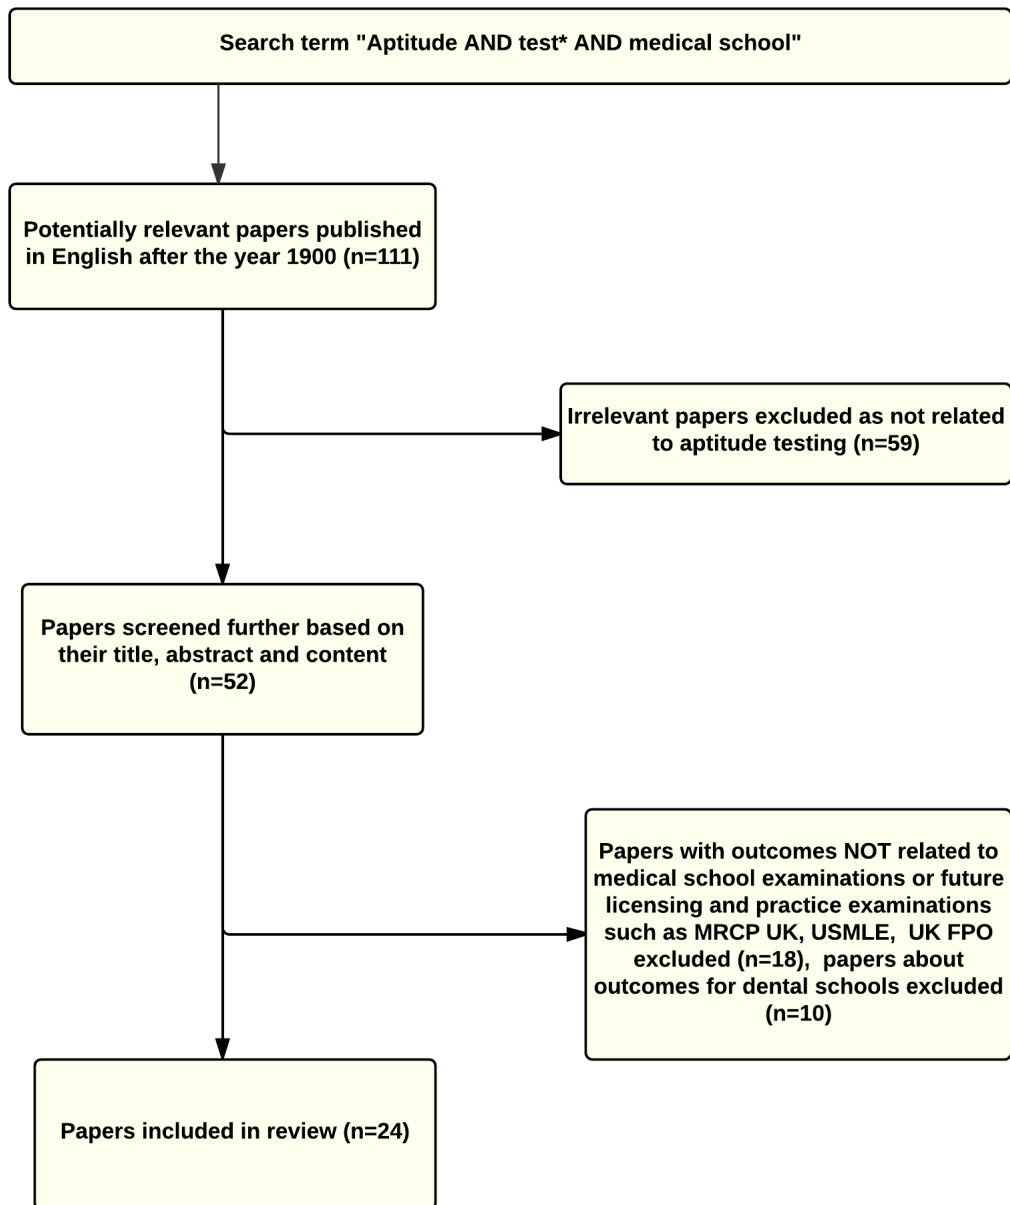 Search term "Aptitude AND test* AND medical school"
Potentially relevant papers published
in English after the year 1900 (n=111)
Irrelevant papers excluded as not related
to aptitude testing (n=59)
Papers screened further based on
their title, abstract and content
(n=52)
Papers with outcomes NOT related to
medical school examinations or future
licensing and practice examinations
such as MRCP UK, USMLE,  UK FPO
excluded (n=18),  papers about
outcomes for dental schools excluded
(n=10)
Papers included in review (n=24)